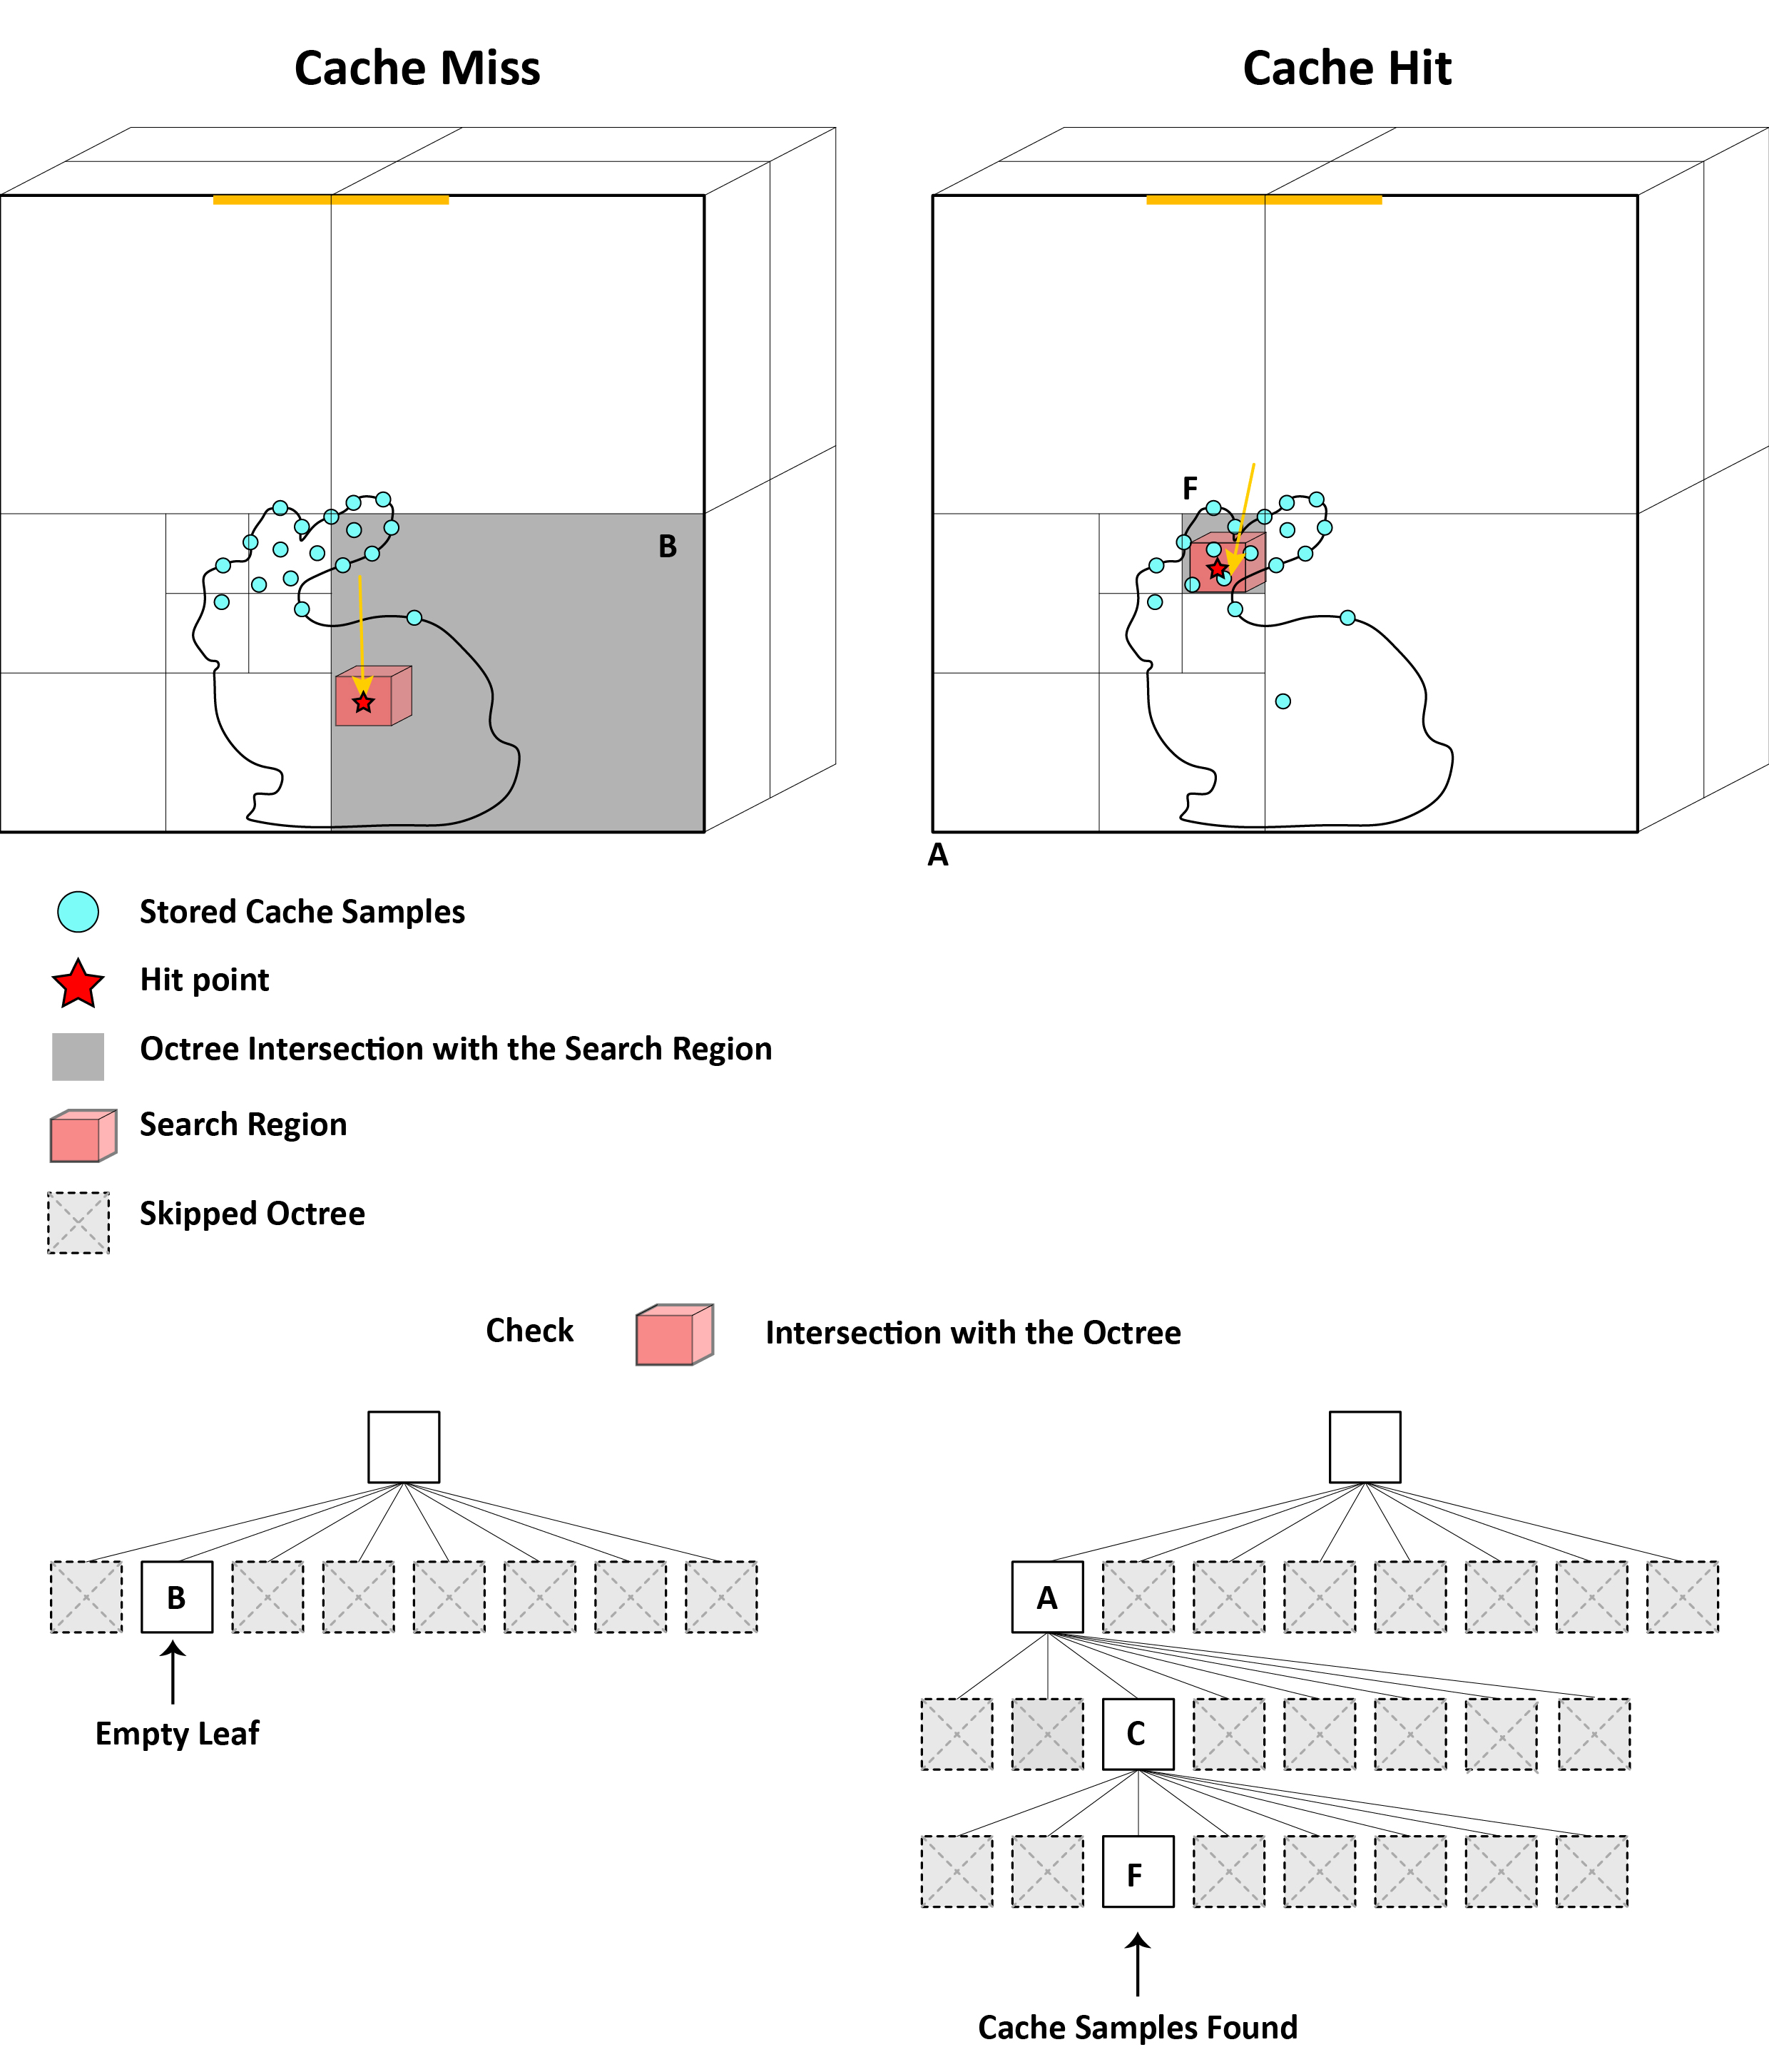 Cache Miss
Cache Hit
B
F
A
Stored Cache Samples
Hit point
Octree Intersection with the Search Region
Search Region
Skipped Octree
Check Intersection with the Octree
B
A
Empty Leaf
C
F
Cache Samples Found